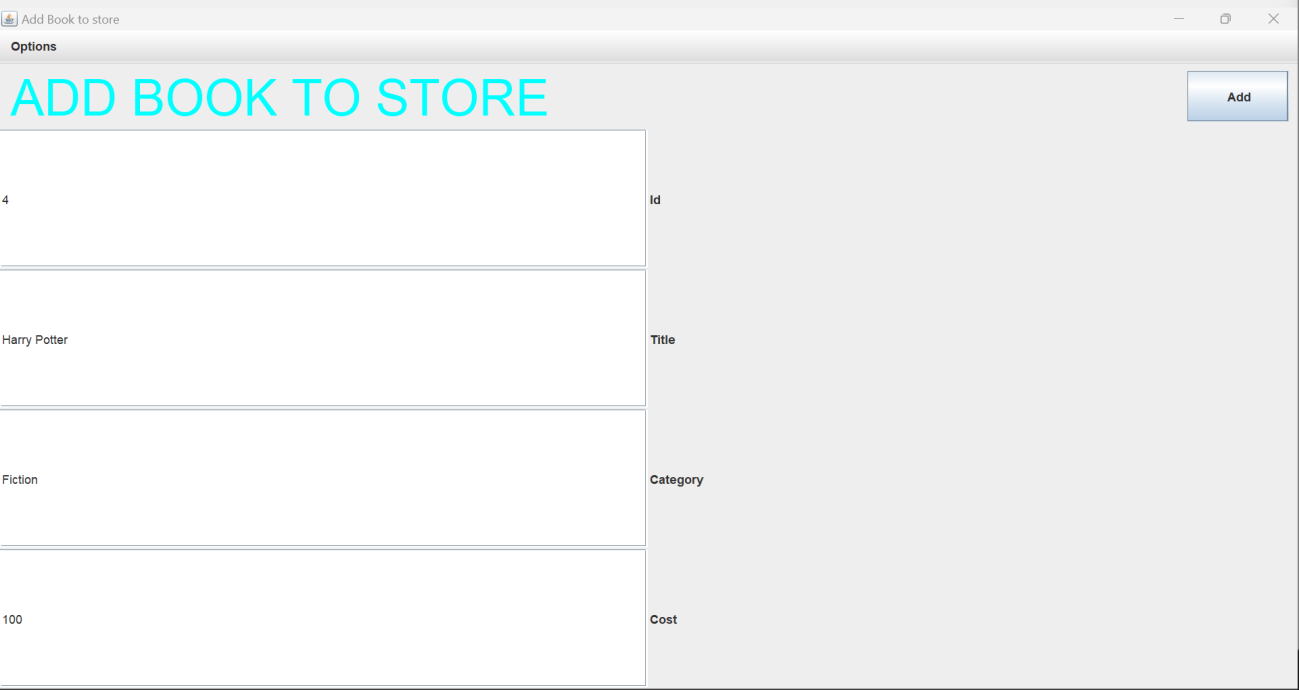 Add Book to store
Options
ADD BOOK TO STORE
Add
4
Id
Harry Potter
Title
Fiction
Category
100
Cost